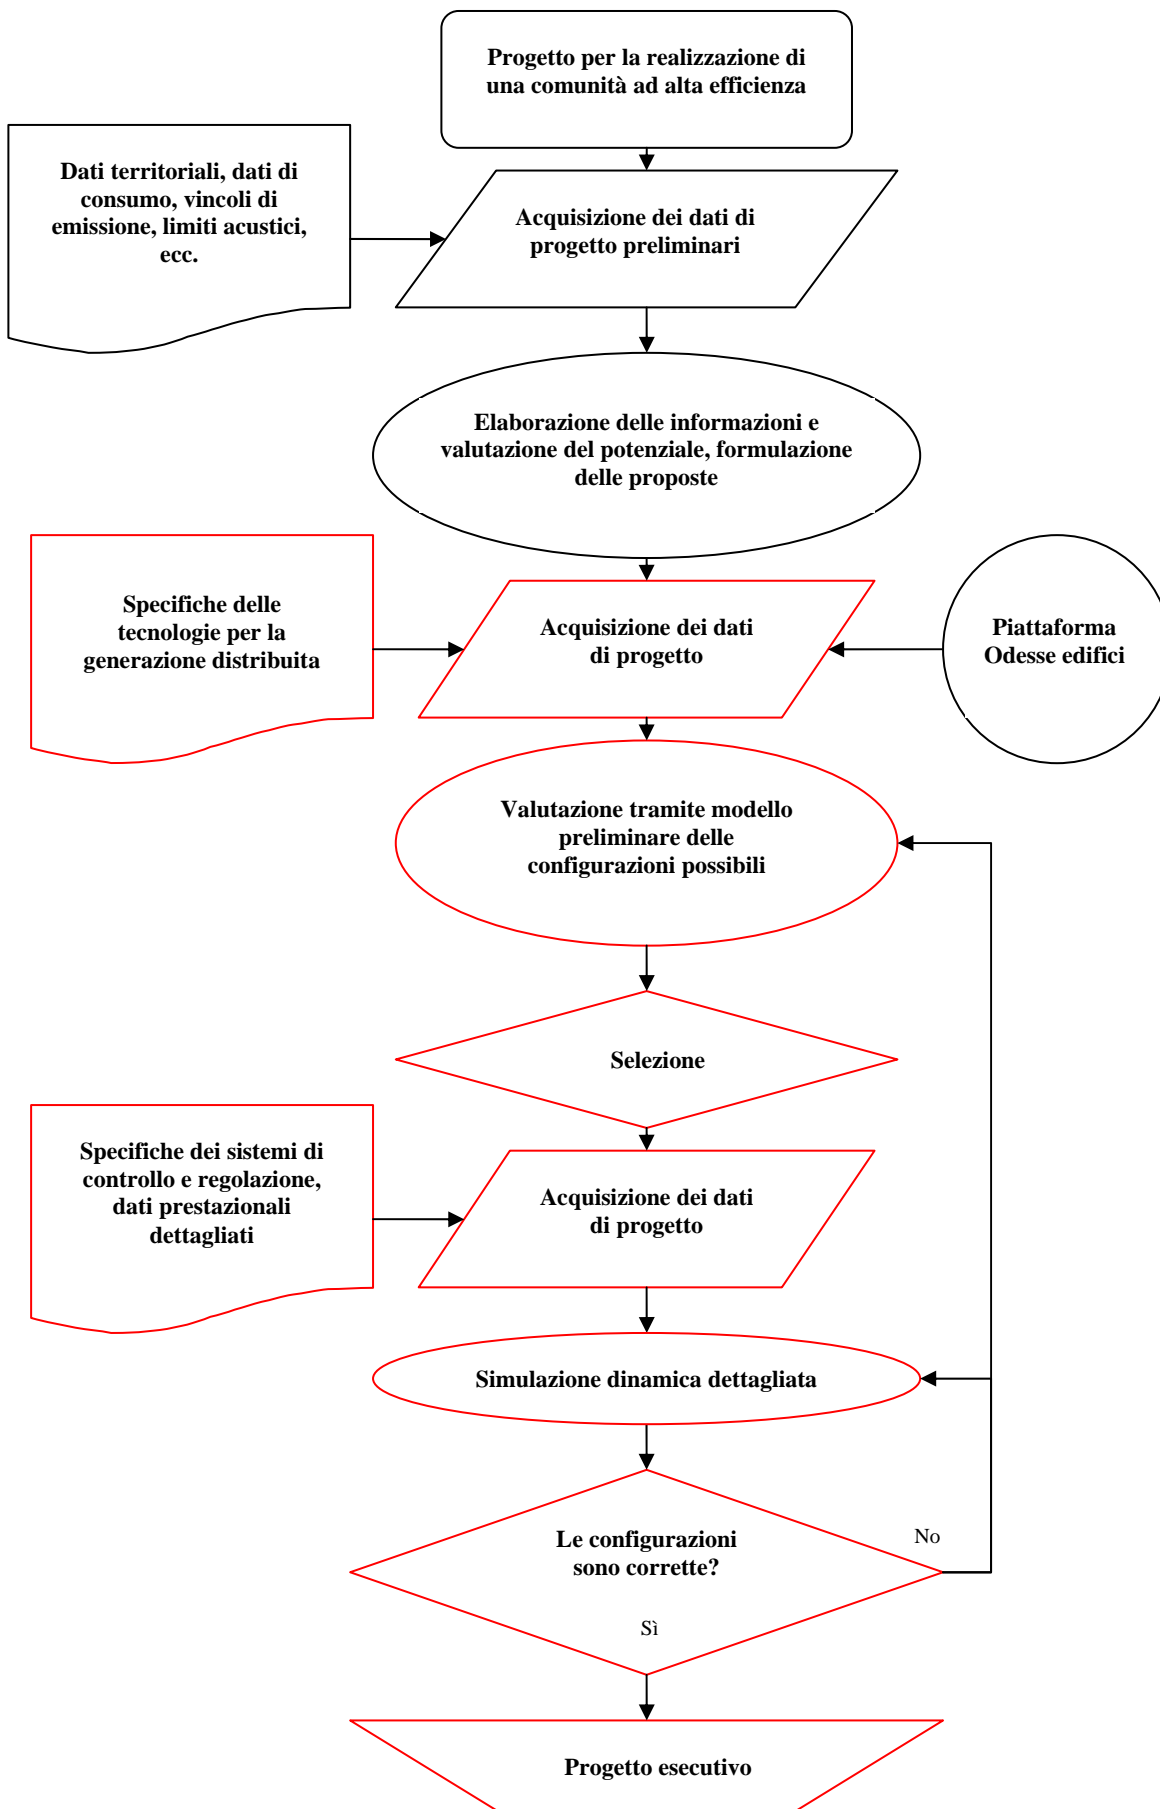 Progetto per la realizzazione di
una comunità ad alta efficienza
Dati territoriali, dati di
consumo, vincoli di
emissione, limiti acustici,
ecc.
Acquisizione dei dati di
progetto preliminari
Elaborazione delle informazioni e
valutazione del potenziale, formulazione
delle proposte
Specifiche delle
tecnologie per la
generazione distribuita
Acquisizione dei dati
di progetto
Piattaforma
Odesse edifici
Valutazione tramite modello
preliminare delle
configurazioni possibili
Selezione
Specifiche dei sistemi di
controllo e regolazione,
dati prestazionali
dettagliati
Acquisizione dei dati
di progetto
Simulazione dinamica dettagliata
Le configurazioni
sono corrette?
No
Sì
Progetto esecutivo